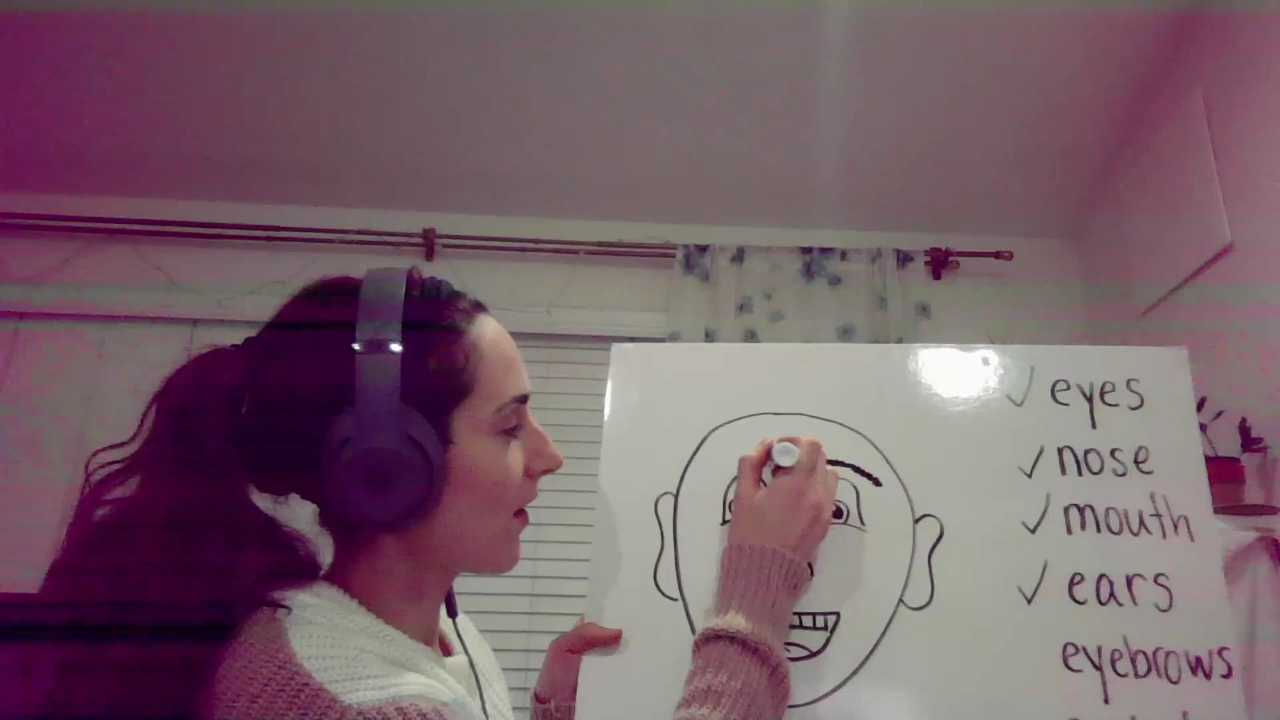 ✓ eyes
✓ nose
✓ mouth
✓ ears
eyebrows